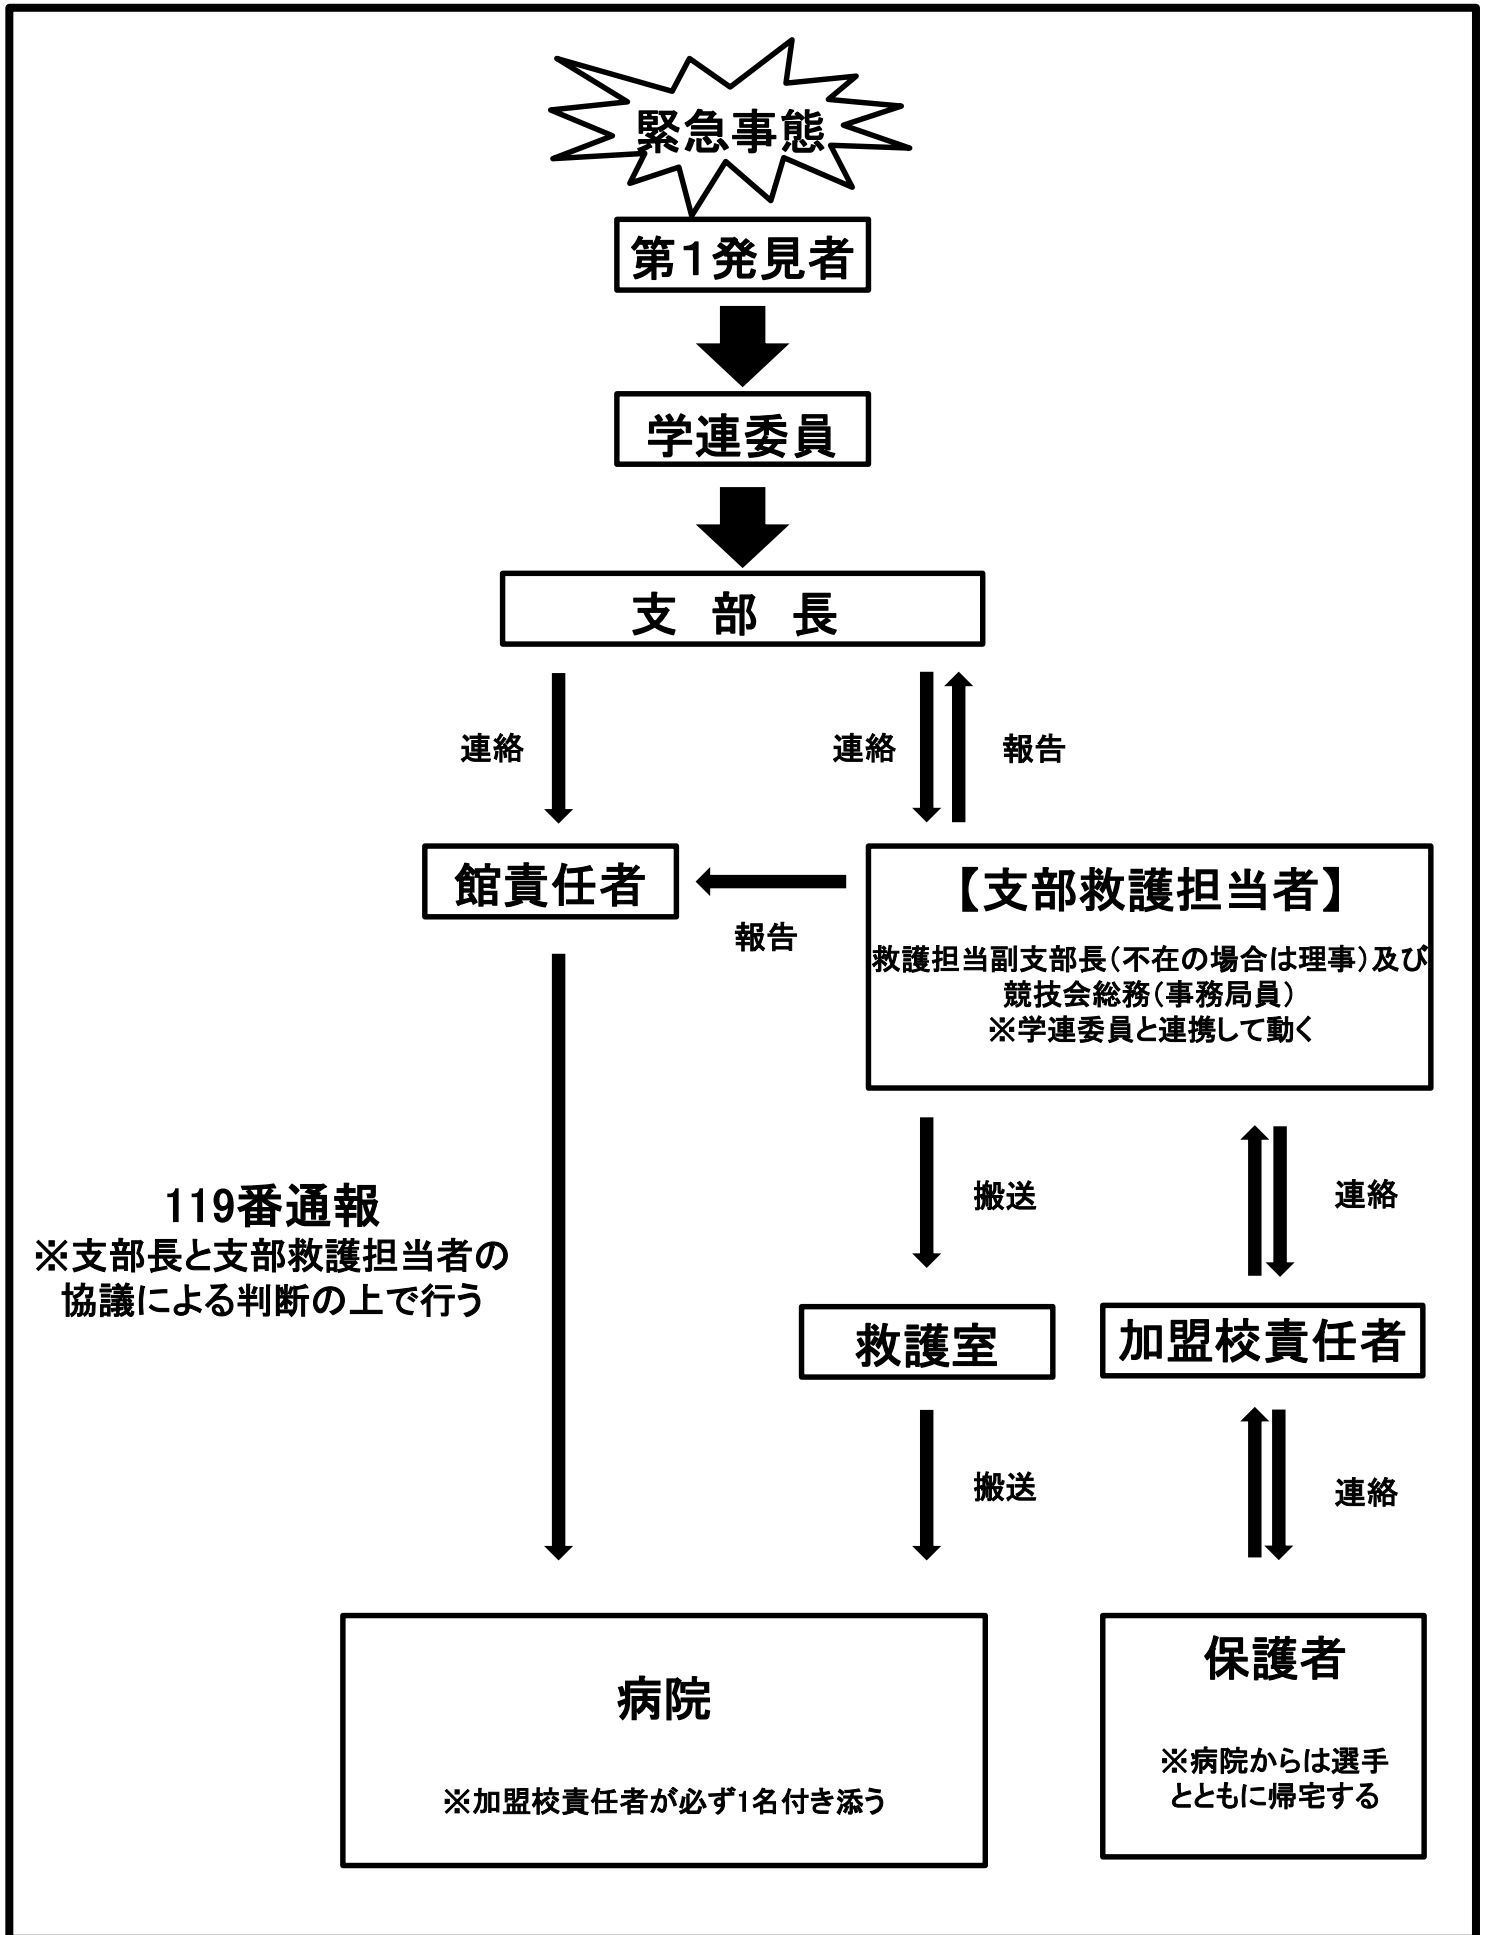 緊急事態
第１発見者
学連委員
支　部　長
連絡
連絡
報告
館責任者
報告
【支部救護担当者】
救護担当副支部長（不在の場合は理事）及び
競技会総務（事務局員）
※学連委員と連携して動く
119番通報
※支部長と支部救護担当者の
協議による判断の上で行う
搬送
連絡
救護室
加盟校責任者
搬送
連絡
病院
※加盟校責任者が必ず1名付き添う
保護者
※病院からは選手
とともに帰宅する